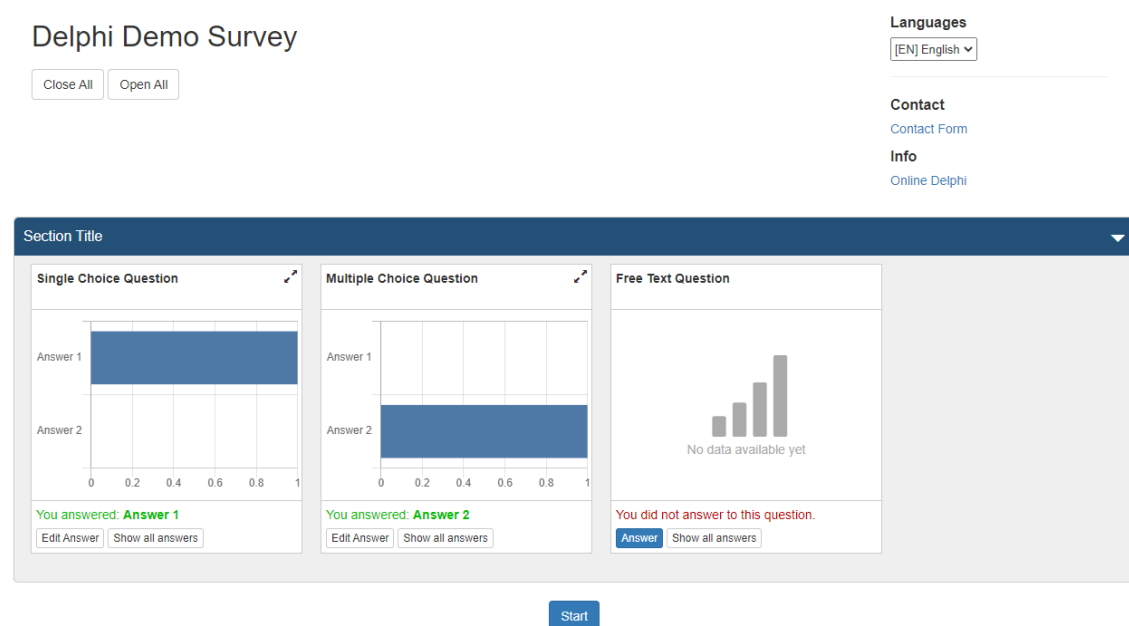 Delphi Demo Survey
Close All Open All
Languages
[EN] English
Contact
Contact Form
Info
Online Delphi
Section Title
Single Choice Question
Answer 1
Answer 2
0 0.2 0.4 0.6 0.8 1
You answered: Answer 1
Edit Answer Show all answers
Multiple Choice Question
Answer 1
Answer 2
0 0.2 0.4 0.6 0.8 1
You answered: Answer 2
Edit Answer Show all answers
Free Text Question
No data available yet
You did not answer to this question.
Answer Show all answers
Start